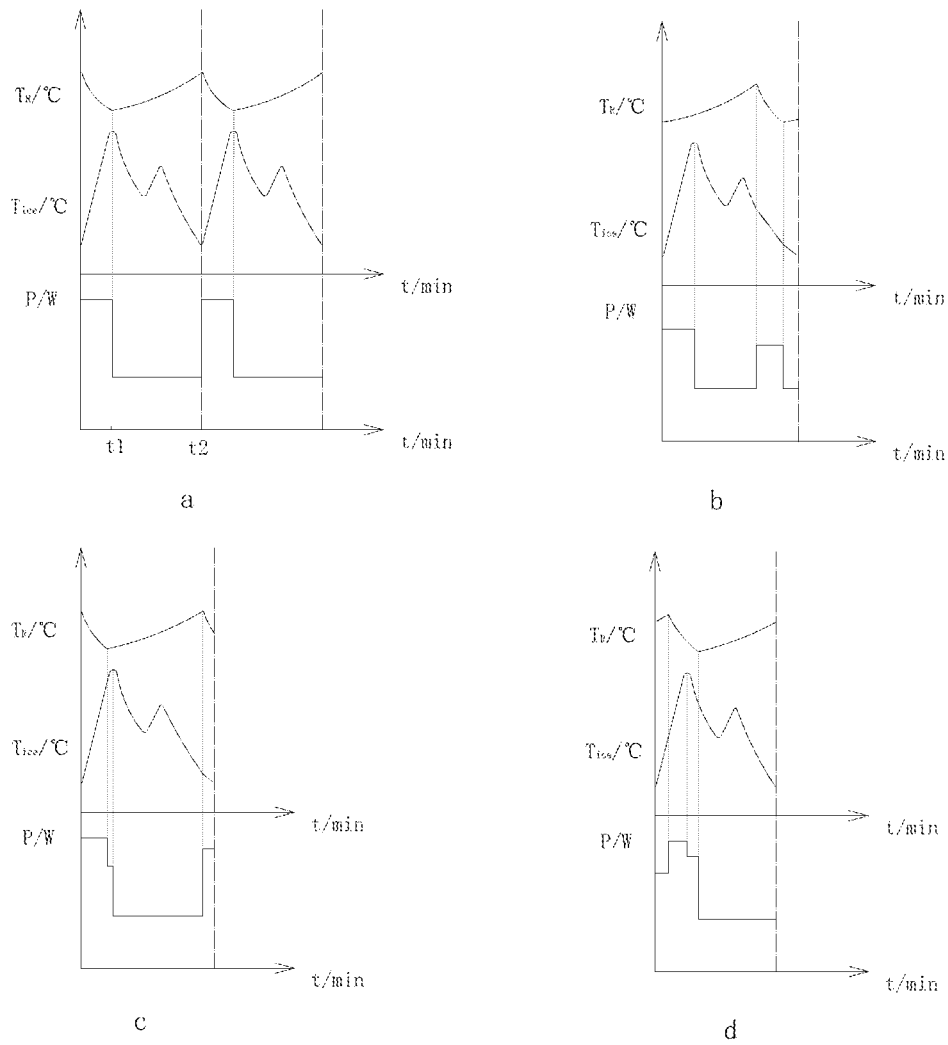 TR/℃
Tice/℃
t/min
P/W
t1
t2
t/min
a
TR/℃
Tice/℃
t/min
P/W
t/min
b
TR/℃
Tice/℃
t/min
P/W
t/min
c
TR/℃
Tice/℃
t/min
P/W
t/min
d